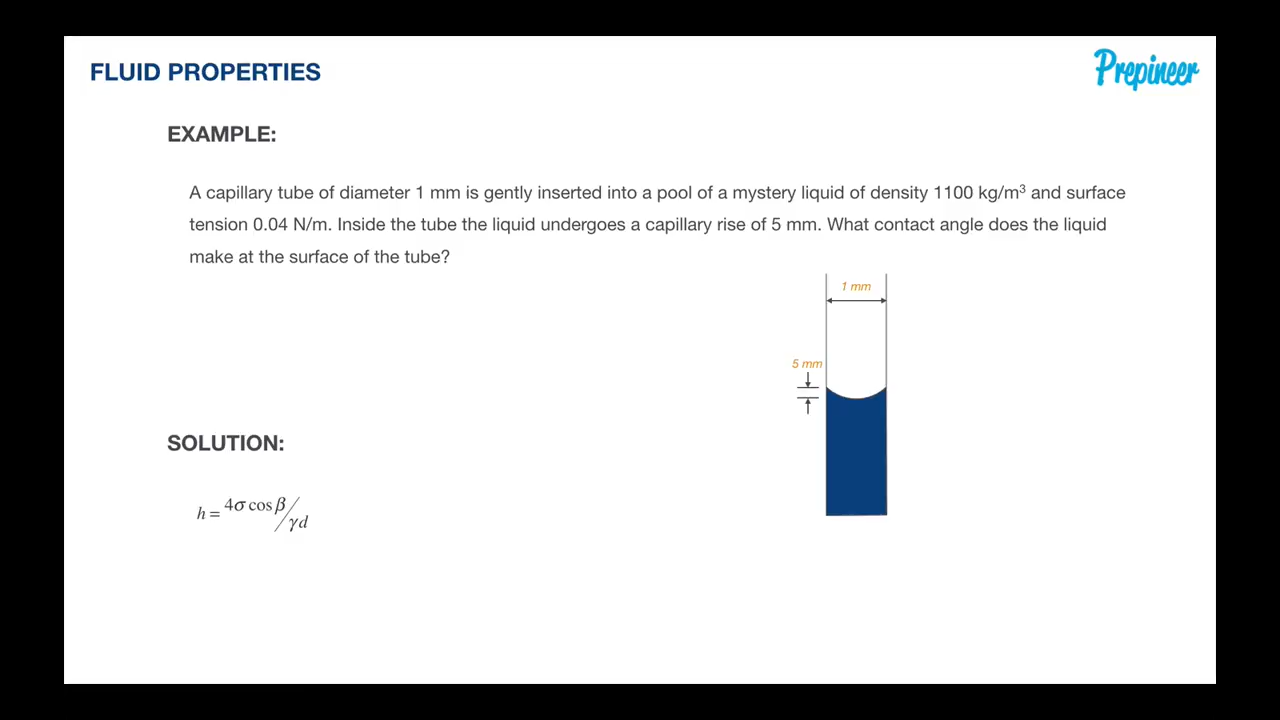 FLUID PROPERTIES
Prepineer
EXAMPLE:
A capillary tube of diameter 1 mm is gently inserted into a pool of a mystery liquid of density 1100 kg/m³ and surface
tension 0.04 N/m. Inside the tube the liquid undergoes a capillary rise of 5 mm. What contact angle does the liquid
make at the surface of the tube?
1 mm
5 mm
SOLUTION:
h = 4σ cos β / γd